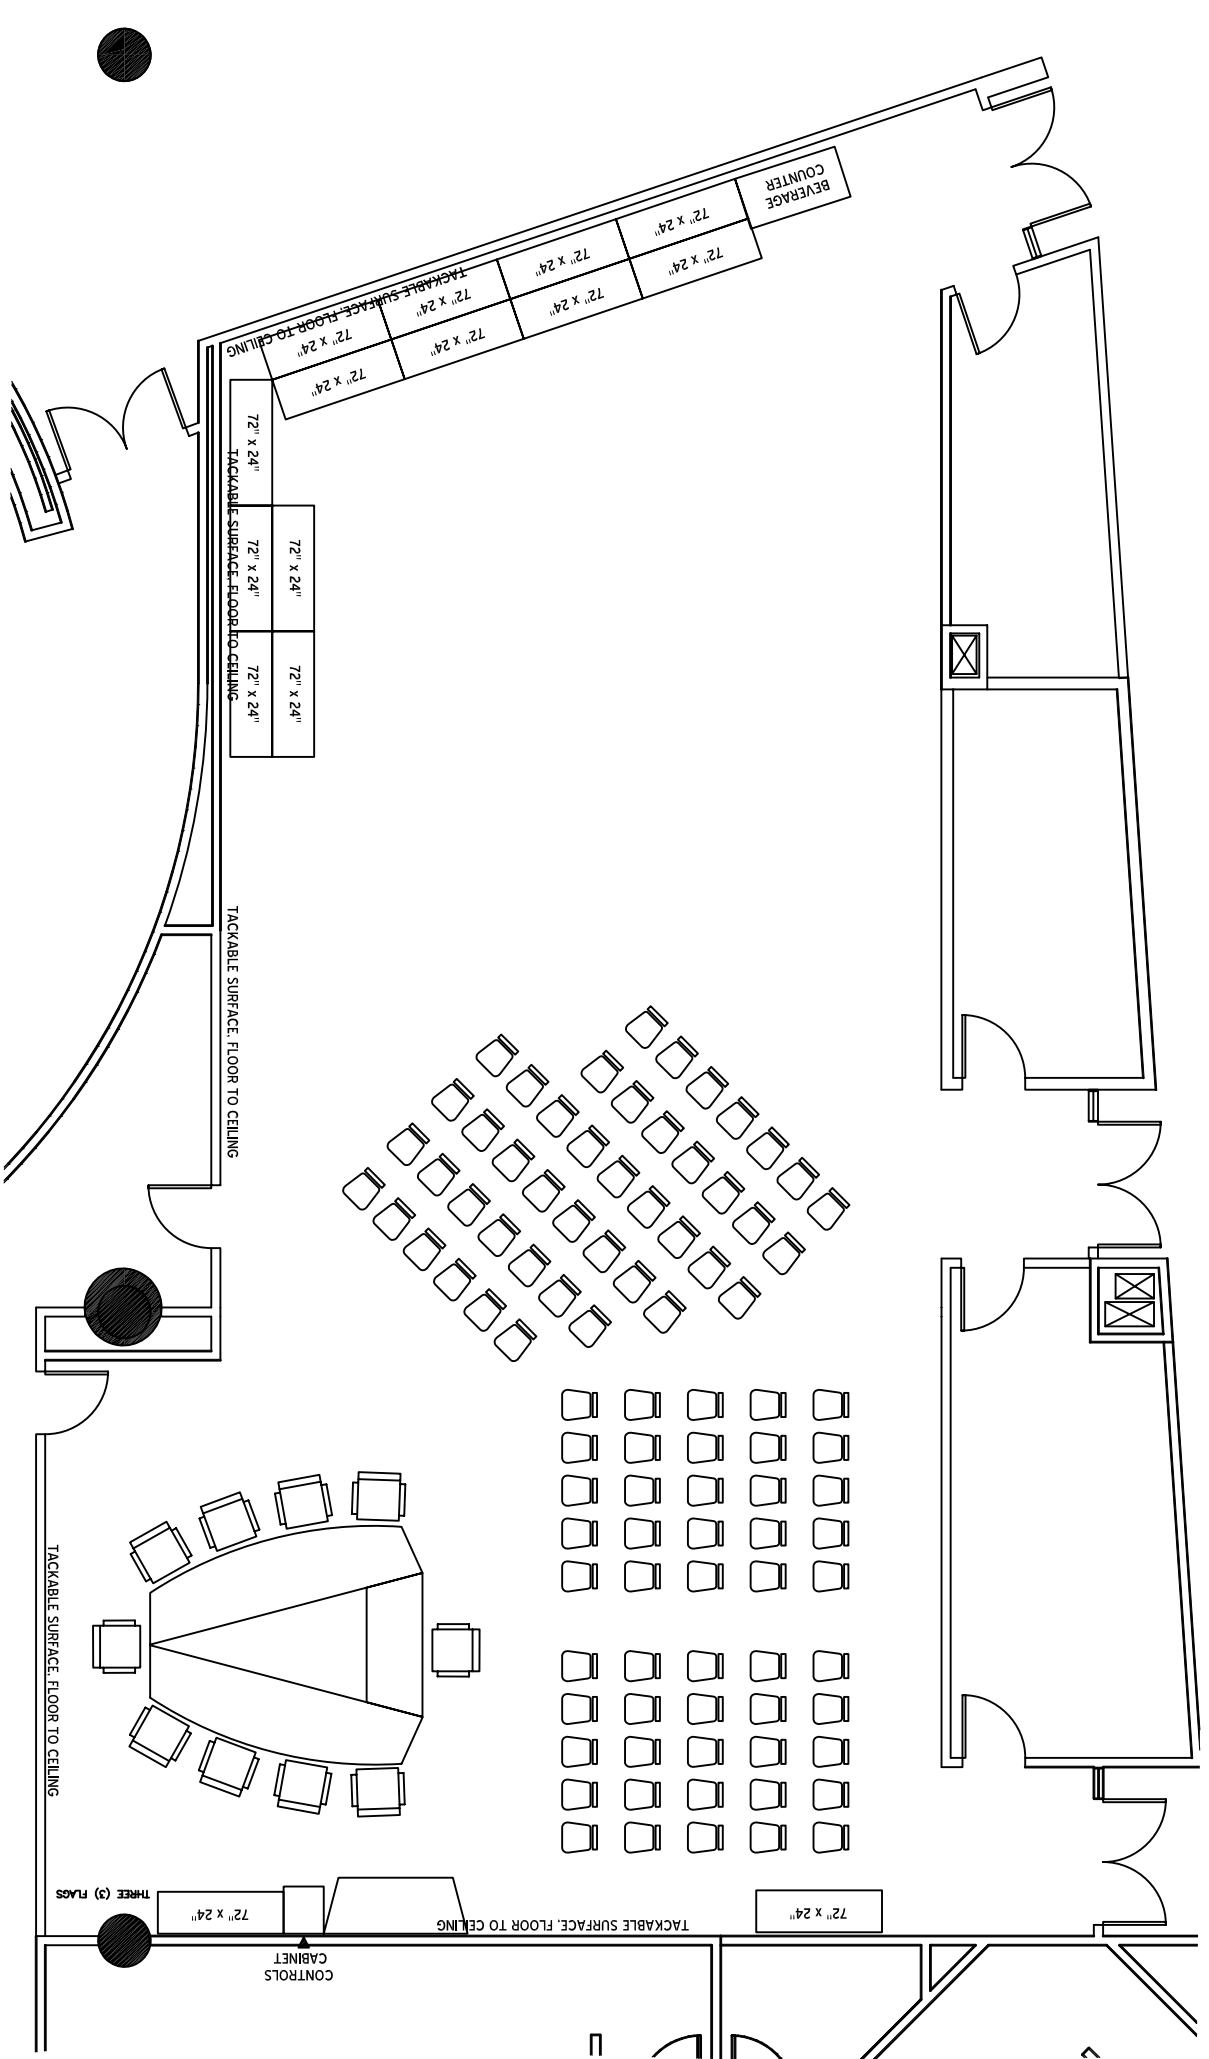 BEVERAGE
COUNTER
72" x 24"
72" x 24"
72" x 24"
72" x 24"
72" x 24"
72" x 24"
72" x 24"
72" x 24"
TACKABLE SURFACE, FLOOR TO CEILING
72" x 24"
72" x 24"
72" x 24"
72" x 24"
72" x 24"
TACKABLE SURFACE, FLOOR TO CEILING
TACKABLE SURFACE, FLOOR TO CEILING
TACKABLE SURFACE, FLOOR TO CEILING
THREE (3) FLAGS
72" x 24"
72" x 24"
TACKABLE SURFACE, FLOOR TO CEILING
CONTROLS
CABINET